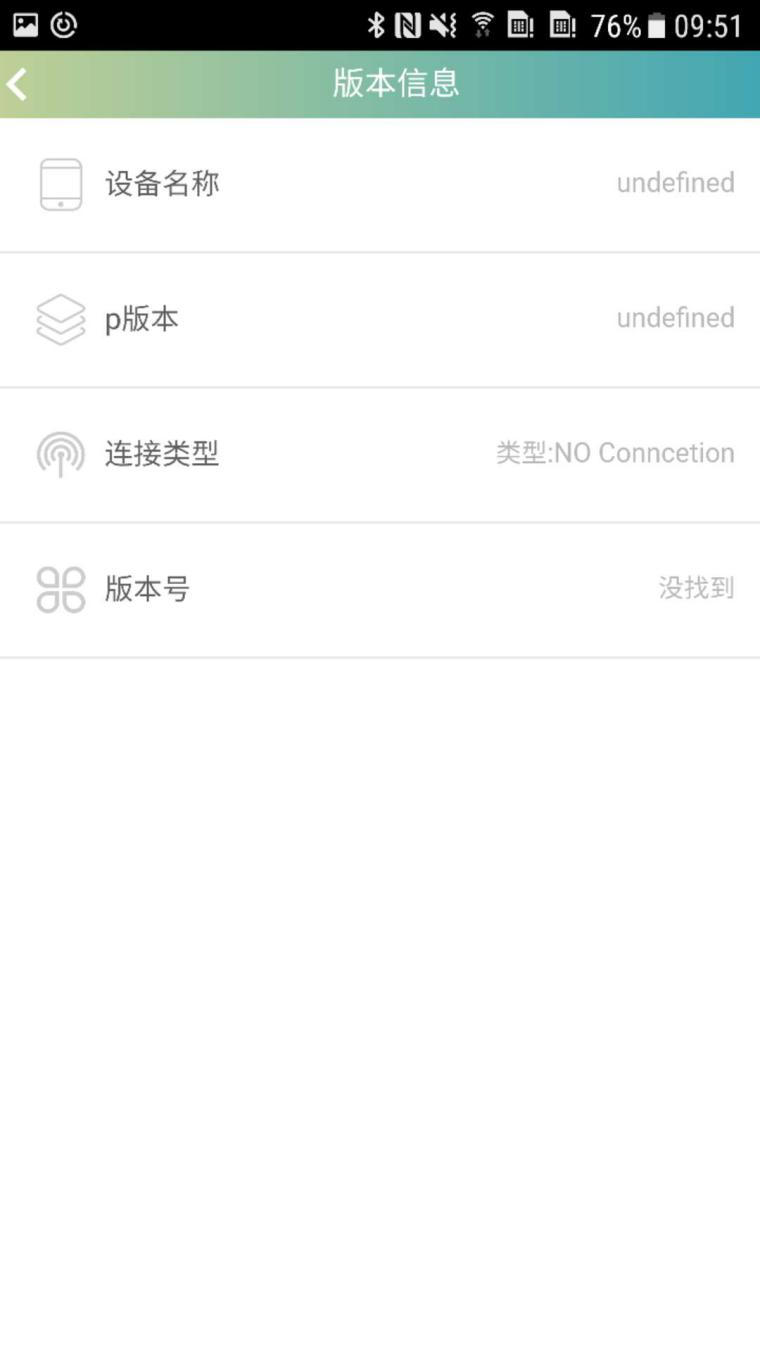 76% 09:51
版本信息
设备名称 undefined
p版本 undefined
连接类型 类型:NO Conncetion
版本号 没找到